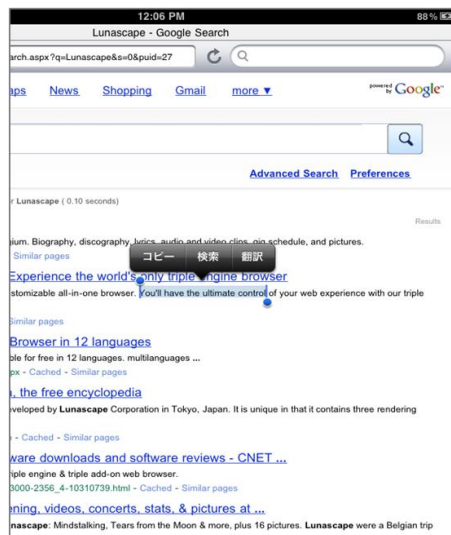 12:06 PM
88%
Lunascape - Google Search
arch.aspx?q=Lunascape&s=0&puid=27
aps News Shopping Gmail more ▼
powered by Google™
Advanced Search Preferences
r Lunascape ( 0.10 seconds)
Results
gium. Biography, discography, lyrics, audio and video clips, gig schedule, and pictures.
Similar pages
コピー 検索 翻訳
Experience the world's only triple engine browser
stomizable all-in-one browser. You'll have the ultimate control of your web experience with our triple
Similar pages
Browser in 12 languages
ble for free in 12 languages. multilanguages ...
px - Cached - Similar pages
, the free encyclopedia
eveloped by Lunascape Corporation in Tokyo, Japan. It is unique in that it contains three rendering
- Cached - Similar pages
ware downloads and software reviews - CNET ...
riple engine & triple add-on web browser.
3000-2356_4-10310739.html - Cached - Similar pages
ening, videos, concerts, stats, & pictures at ...
nascape: Mindstalking, Tears from the Moon & more, plus 16 pictures. Lunascape were a Belgian trip